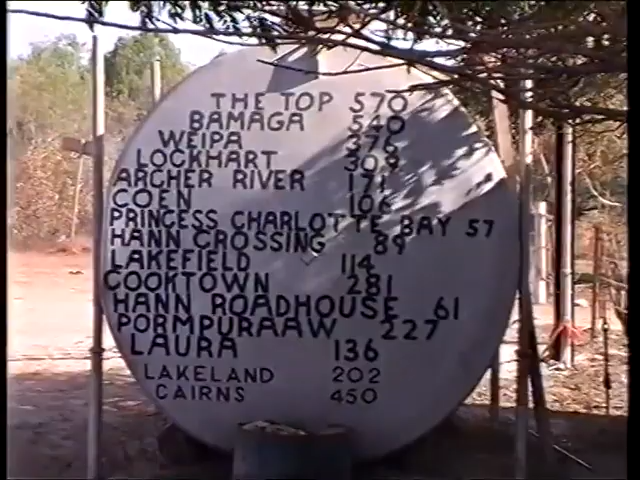 THE TOP 570
BAMAGA 540
WEIPA 376
LOCKHART 309
ARCHER RIVER 171
COEN 106
PRINCESS CHARLOTTE BAY 57
HANN CROSSING 89
LAKEFIELD 114
COOKTOWN 281
HANN ROADHOUSE 61
PORMPURAAW 227
LAURA 136
LAKELAND 202
CAIRNS 450